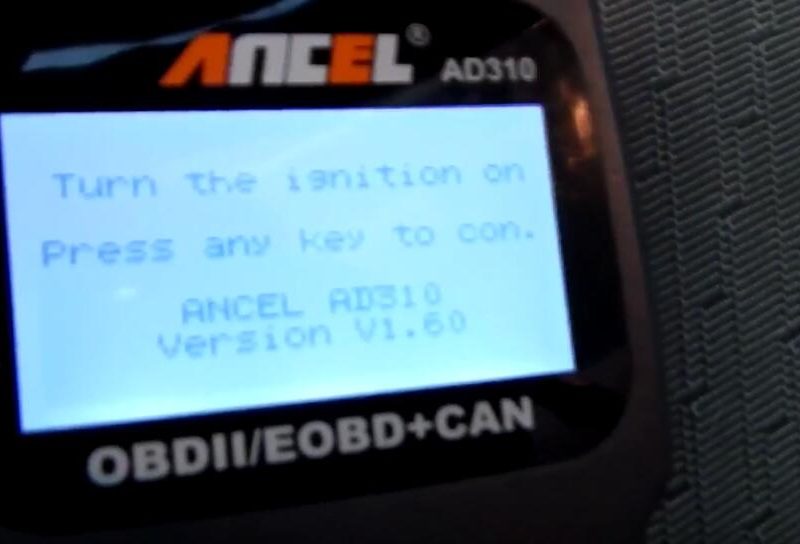 ANCEL® AD310
Turn the ignition on
Press any key to con.
ANCEL AD310
Version V1.60
OBDII/EOBD+CAN